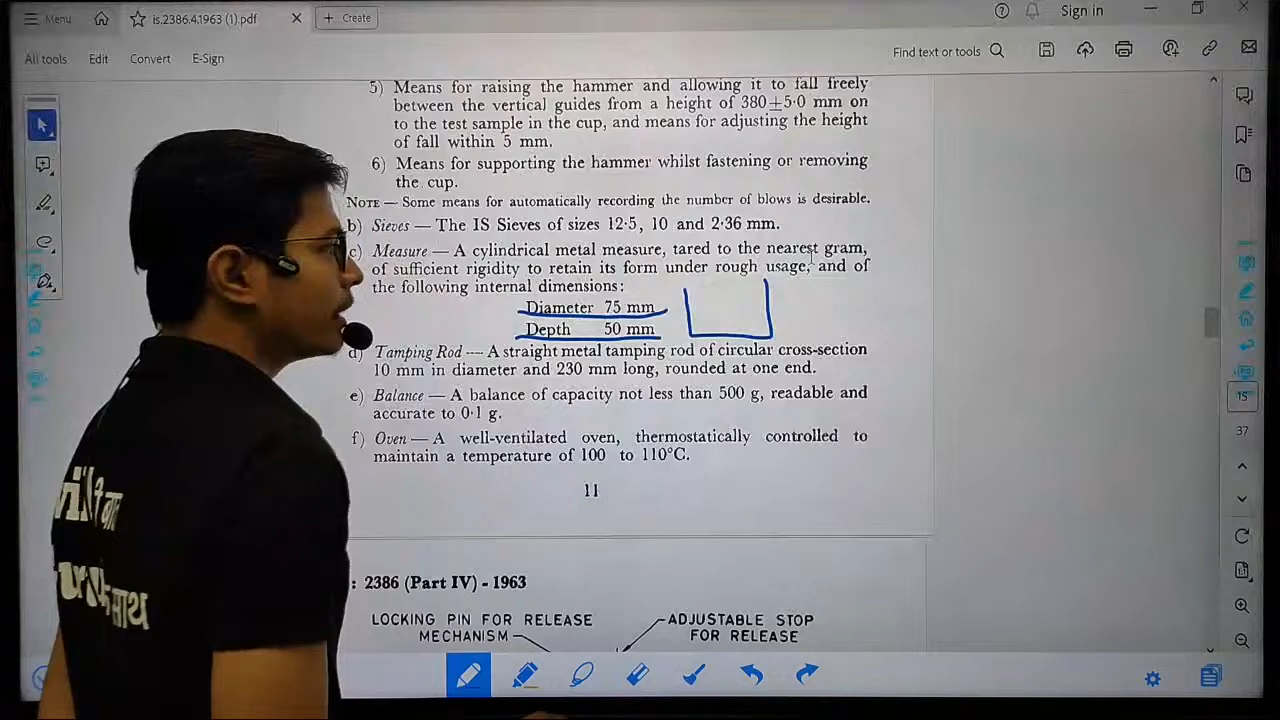 Menu
is.2386.4.1963 (1).pdf
+ Create
Sign in
All tools Edit Convert E-Sign
Find text or tools
5) Means for raising the hammer and allowing it to fall freely
between the vertical guides from a height of 380±5·0 mm on
to the test sample in the cup, and means for adjusting the height
of fall within 5 mm.
6) Means for supporting the hammer whilst fastening or removing
the cup.
NOTE — Some means for automatically recording the number of blows is desirable.
b) Sieves — The IS Sieves of sizes 12·5, 10 and 2·36 mm.
c) Measure — A cylindrical metal measure, tared to the nearest gram,
of sufficient rigidity to retain its form under rough usage, and of
the following internal dimensions:
Diameter 75 mm
Depth 50 mm
d) Tamping Rod — A straight metal tamping rod of circular cross-section
10 mm in diameter and 230 mm long, rounded at one end.
e) Balance — A balance of capacity not less than 500 g, readable and
accurate to 0·1 g.
f) Oven — A well-ventilated oven, thermostatically controlled to
maintain a temperature of 100 to 110°C.
11
15
37
: 2386 (Part IV) - 1963
LOCKING PIN FOR RELEASE
MECHANISM
ADJUSTABLE STOP
FOR RELEASE
साथ